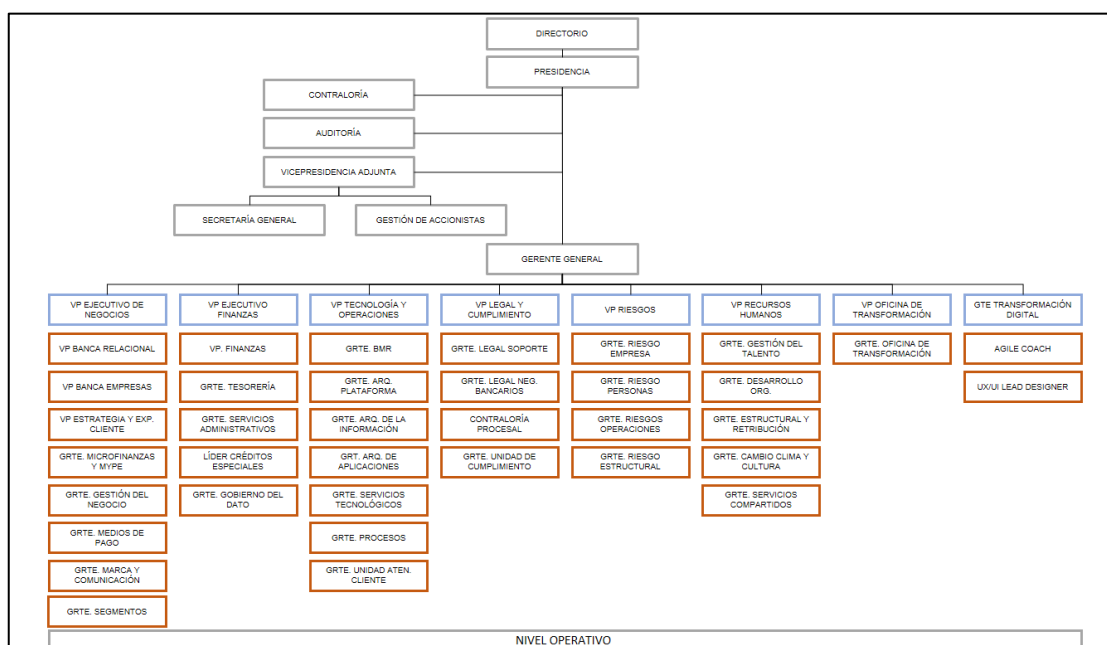 DIRECTORIO
PRESIDENCIA
CONTRALORÍA
AUDITORÍA
VICEPRESIDENCIA ADJUNTA
SECRETARÍA GENERAL
GESTIÓN DE ACCIONISTAS
GERENTE GENERAL
VP EJECUTIVO DE
NEGOCIOS
VP BANCA RELACIONAL
VP BANCA EMPRESAS
VP ESTRATEGIA Y EXP.
CLIENTE
GRTE. MICROFINANZAS
Y MYPE
GRTE. GESTIÓN DEL
NEGOCIO
GRTE. MEDIOS DE
PAGO
GRTE. MARCA Y
COMUNICACIÓN
GRTE. SEGMENTOS
VP EJECUTIVO
FINANZAS
VP. FINANZAS
GRTE. TESORERÍA
GRTE. SERVICIOS
ADMINISTRATIVOS
LÍDER CRÉDITOS
ESPECIALES
GRTE. GOBIERNO DEL
DATO
VP TECNOLOGÍA Y
OPERACIONES
GRTE. BMR
GRTE. ARQ.
PLATAFORMA
GRTE. ARQ. DE LA
INFORMACIÓN
GRT. ARQ. DE
APLICACIONES
GRTE. SERVICIOS
TECNOLÓGICOS
GRTE. PROCESOS
GRTE. UNIDAD ATEN.
CLIENTE
VP LEGAL Y
CUMPLIMIENTO
GRTE. LEGAL SOPORTE
GRTE. LEGAL NEG.
BANCARIOS
CONTRALORÍA
PROCESAL
GRTE. UNIDAD DE
CUMPLIMIENTO
VP RIESGOS
GRTE. RIESGO
EMPRESA
GRTE. RIESGO
PERSONAS
GRTE. RIESGOS
OPERACIONES
GRTE. RIESGO
ESTRUCTURAL
VP RECURSOS
HUMANOS
GRTE. GESTIÓN DEL
TALENTO
GRTE. DESARROLLO
ORG.
GRTE. ESTRUCTURAL Y
RETRIBUCIÓN
GRTE. CAMBIO CLIMA Y
CULTURA
GRTE. SERVICIOS
COMPARTIDOS
VP OFICINA DE
TRANSFORMACIÓN
GRTE. OFICINA DE
TRANSFORMACIÓN
GTE TRANSFORMACIÓN
DIGITAL
AGILE COACH
UX/UI LEAD DESIGNER
NIVEL OPERATIVO